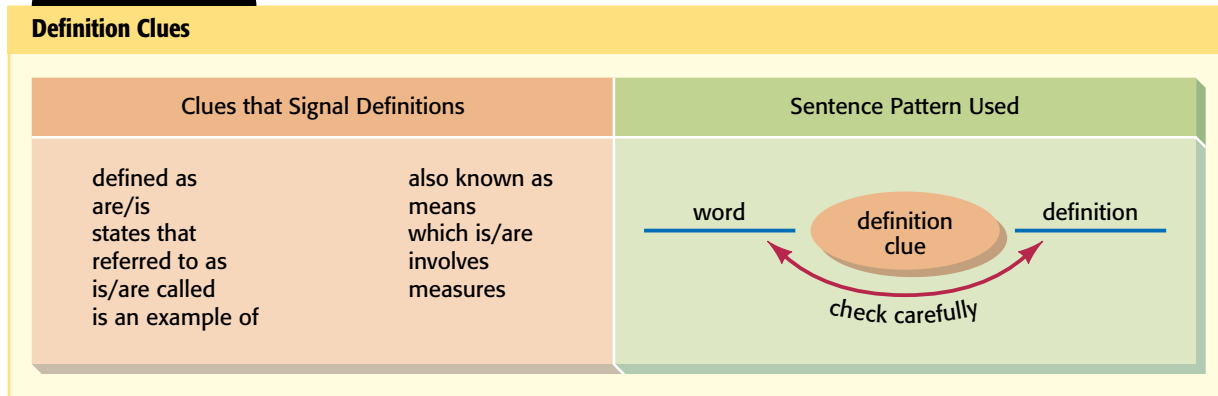 Definition Clues
Clues that Signal Definitions
defined as
are/is
states that
referred to as
is/are called
is an example of
also known as
means
which is/are
involves
measures
Sentence Pattern Used
word
definition
clue
definition
check carefully